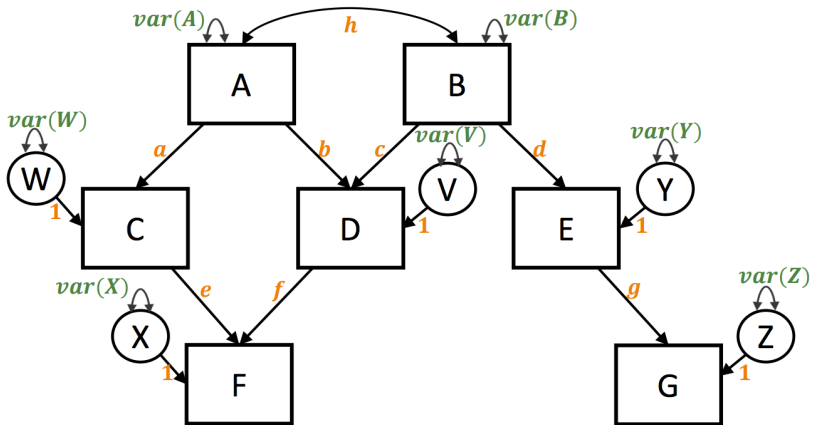 var(A)
h
var(B)
A
B
var(W)
a
b
c
var(V)
d
var(Y)
W
V
Y
1
C
D
1
E
1
var(X)
e
f
g
var(Z)
X
Z
1
F
G
1